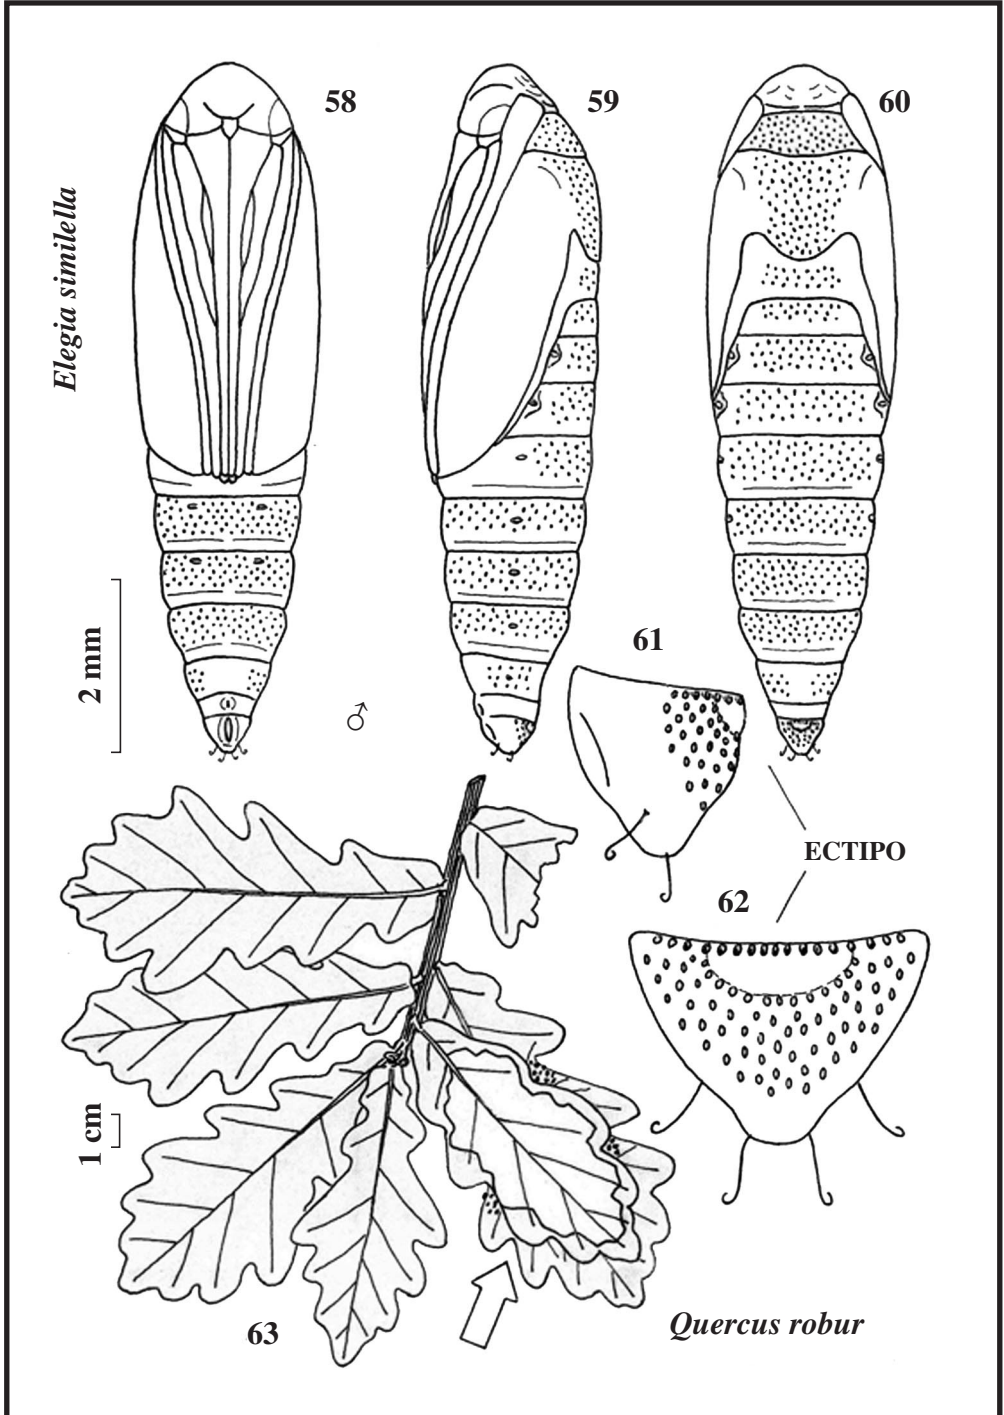 58
59
60
Elegia similella
2 mm
♂
61
ECTIPO
62
1 cm
63
Quercus robur